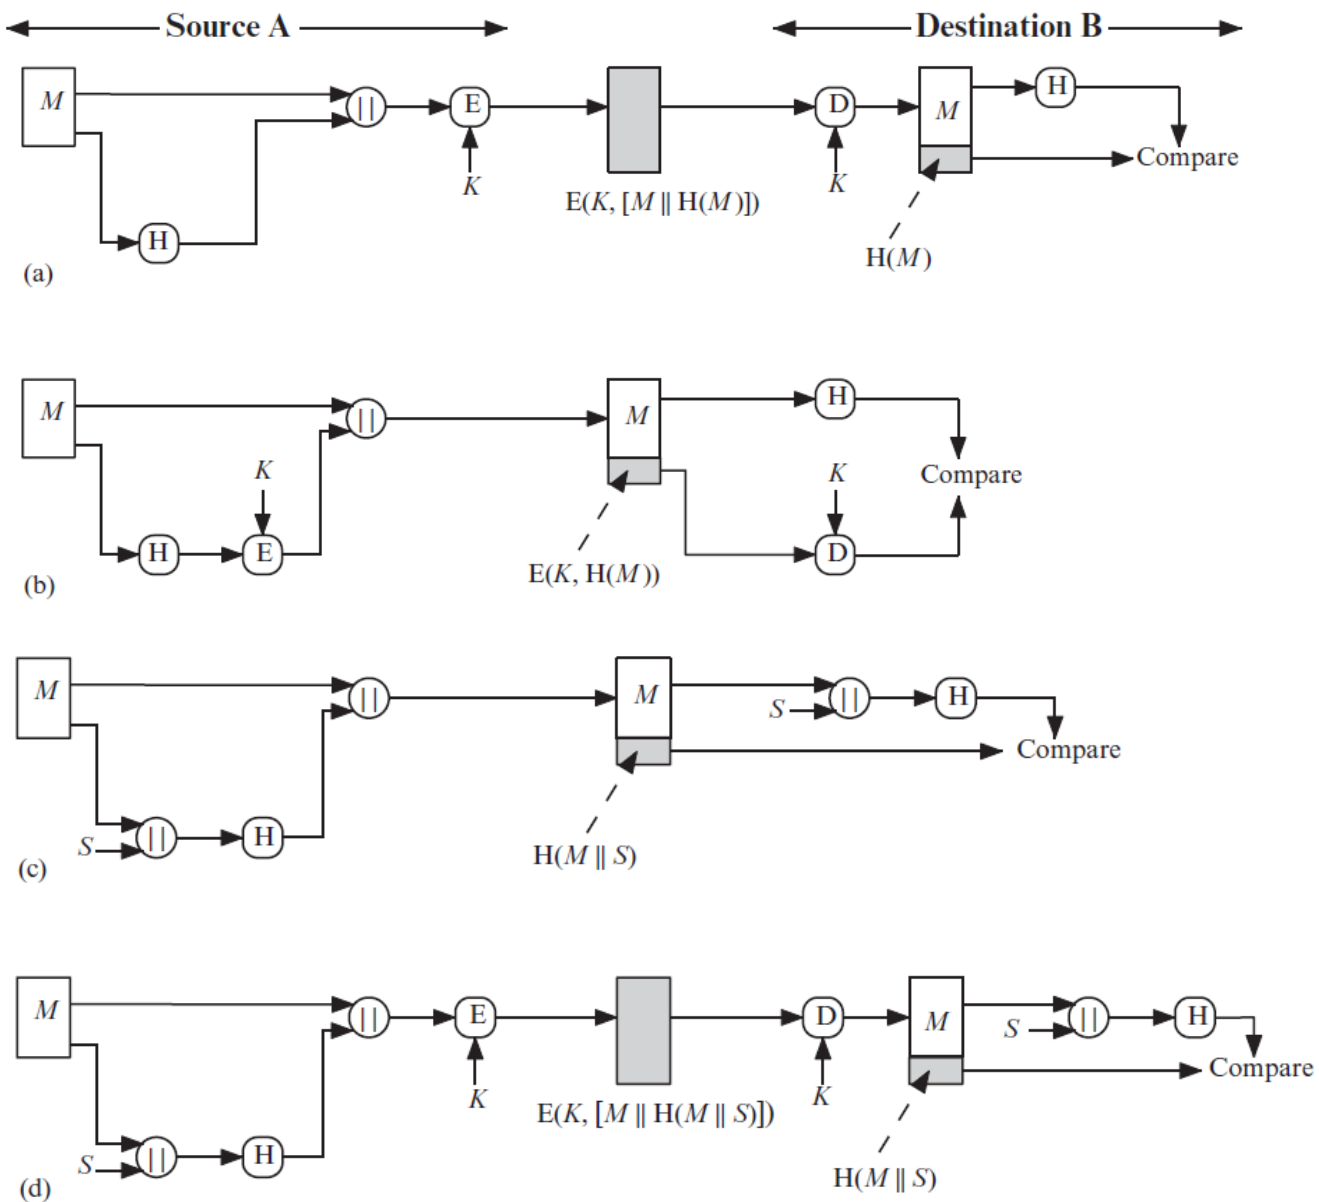 Source A Destination B
M || E D M H
K K Compare
E(K, [M || H(M)])
H
H(M)
(a)
M || M H
K K Compare
H E D
E(K, H(M))
(b)
M || M S || H
Compare
S || H
H(M || S)
(c)
M || E D M S || H
K K Compare
E(K, [M || H(M || S)])
S || H
H(M || S)
(d)